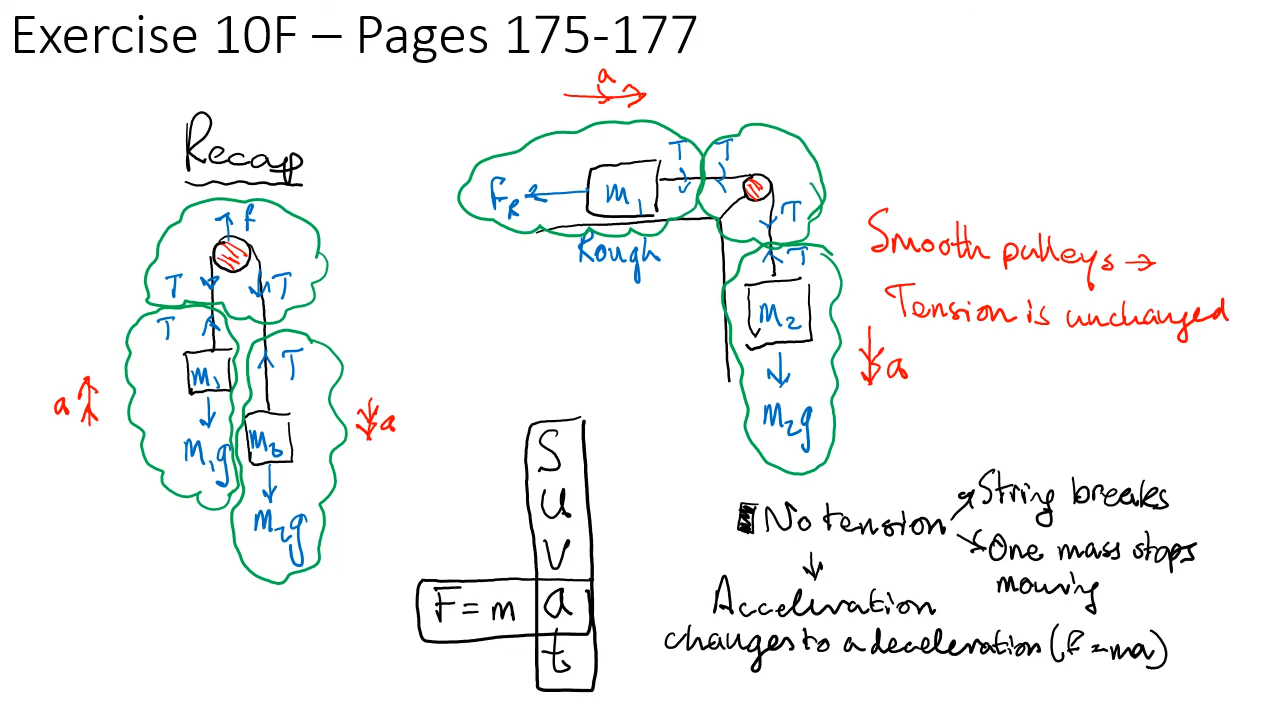 Exercise 10F – Pages 175-177
Recap
F
T
T
T
T
m₁
m₂
m₁g
m₂g
a
a
a
T
T
F_R
m₁
Rough
T
T
m₂
m₂g
a
Smooth pulleys →
Tension is unchanged
S
u
v
F = m a
t
No tension
String breaks
One mass stops
moving
Acceleration
changes to a deceleration (F = ma)